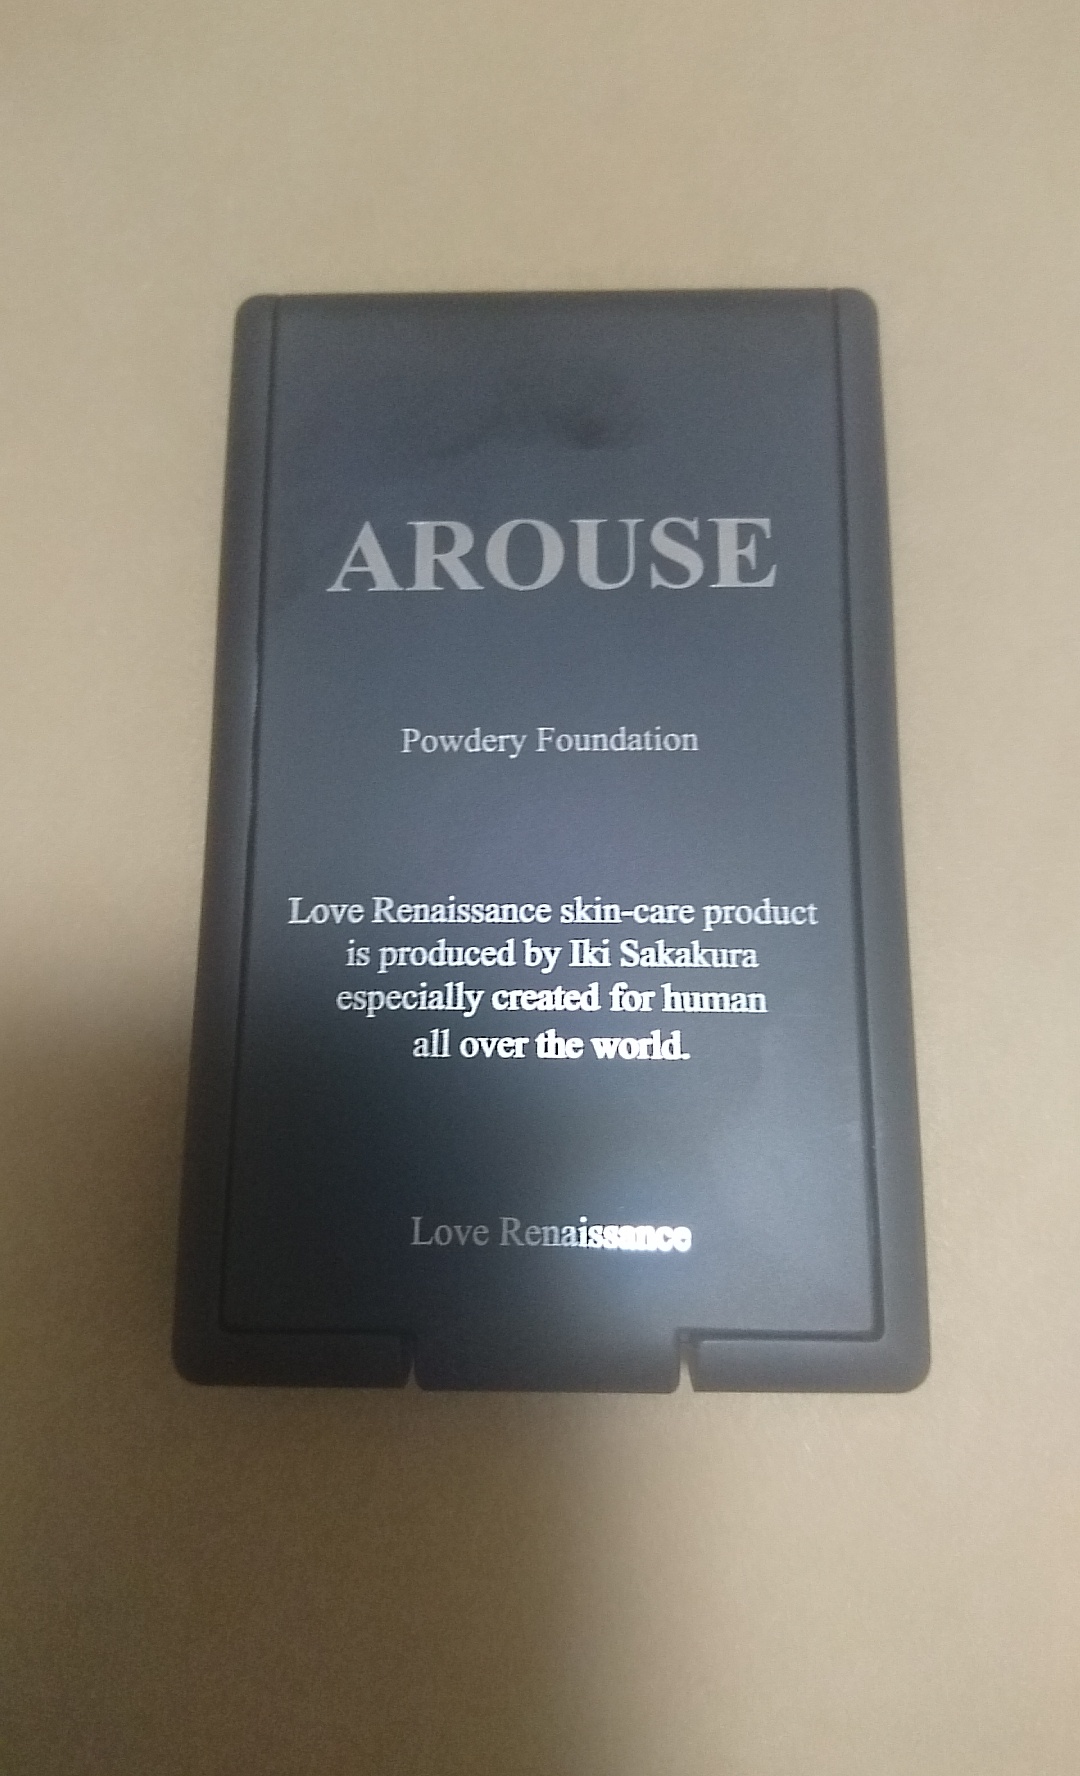 AROUSE
Powdery Foundation
Love Renaissance skin-care product
is produced by Iki Sakakura
especially created for human
all over the world.
Love Renaissance